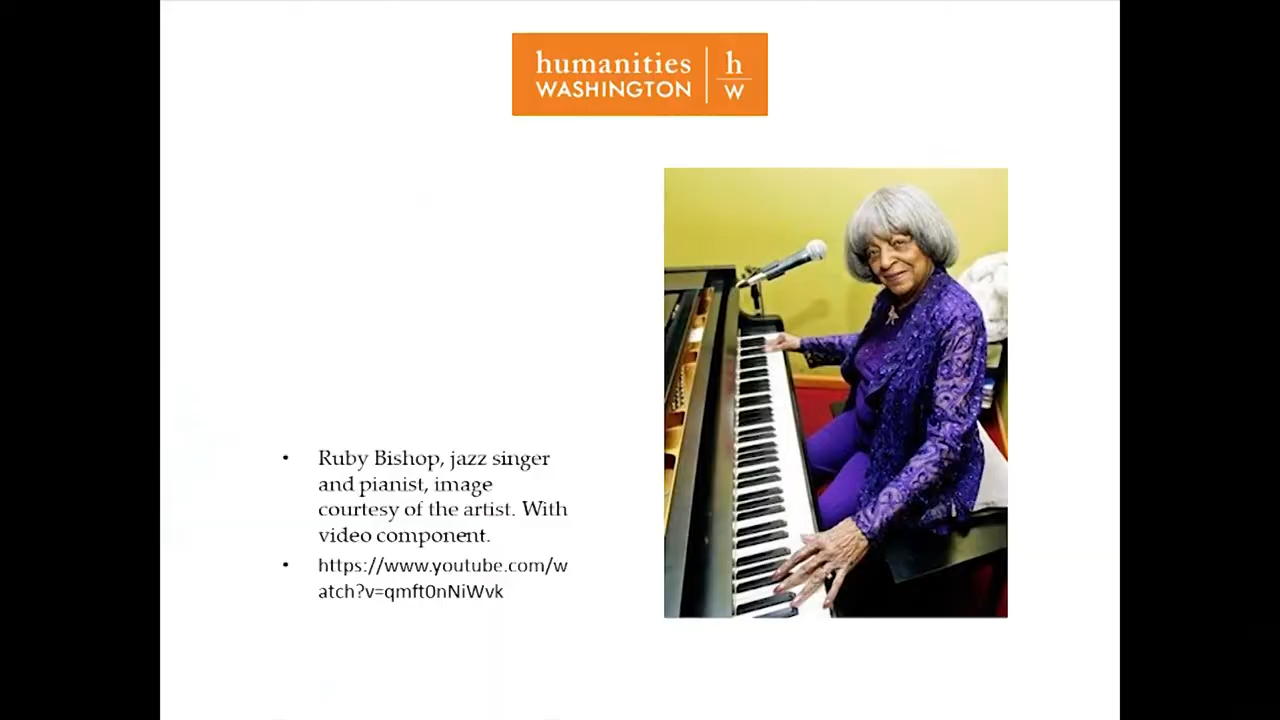 humanities
WASHINGTON
h
w
• Ruby Bishop, jazz singer
and pianist, image
courtesy of the artist. With
video component.
• https://www.youtube.com/w
atch?v=qmft0nNiWvk